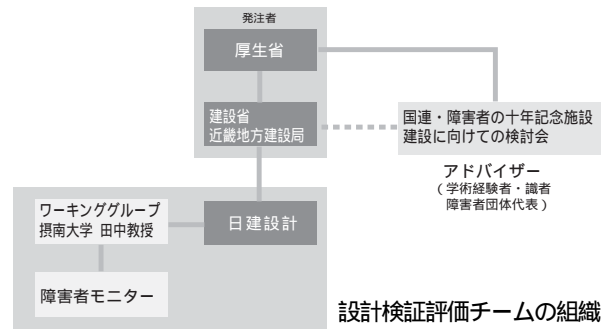 発注者
厚生省
建設省
近畿地方建設局
国連・障害者の十年記念施設
建設に向けての検討会
アドバイザー
（学術経験者・識者
障害者団体代表）
ワーキンググループ
摂南大学 田中教授
日建設計
障害者モニター
設計検証評価チームの組織